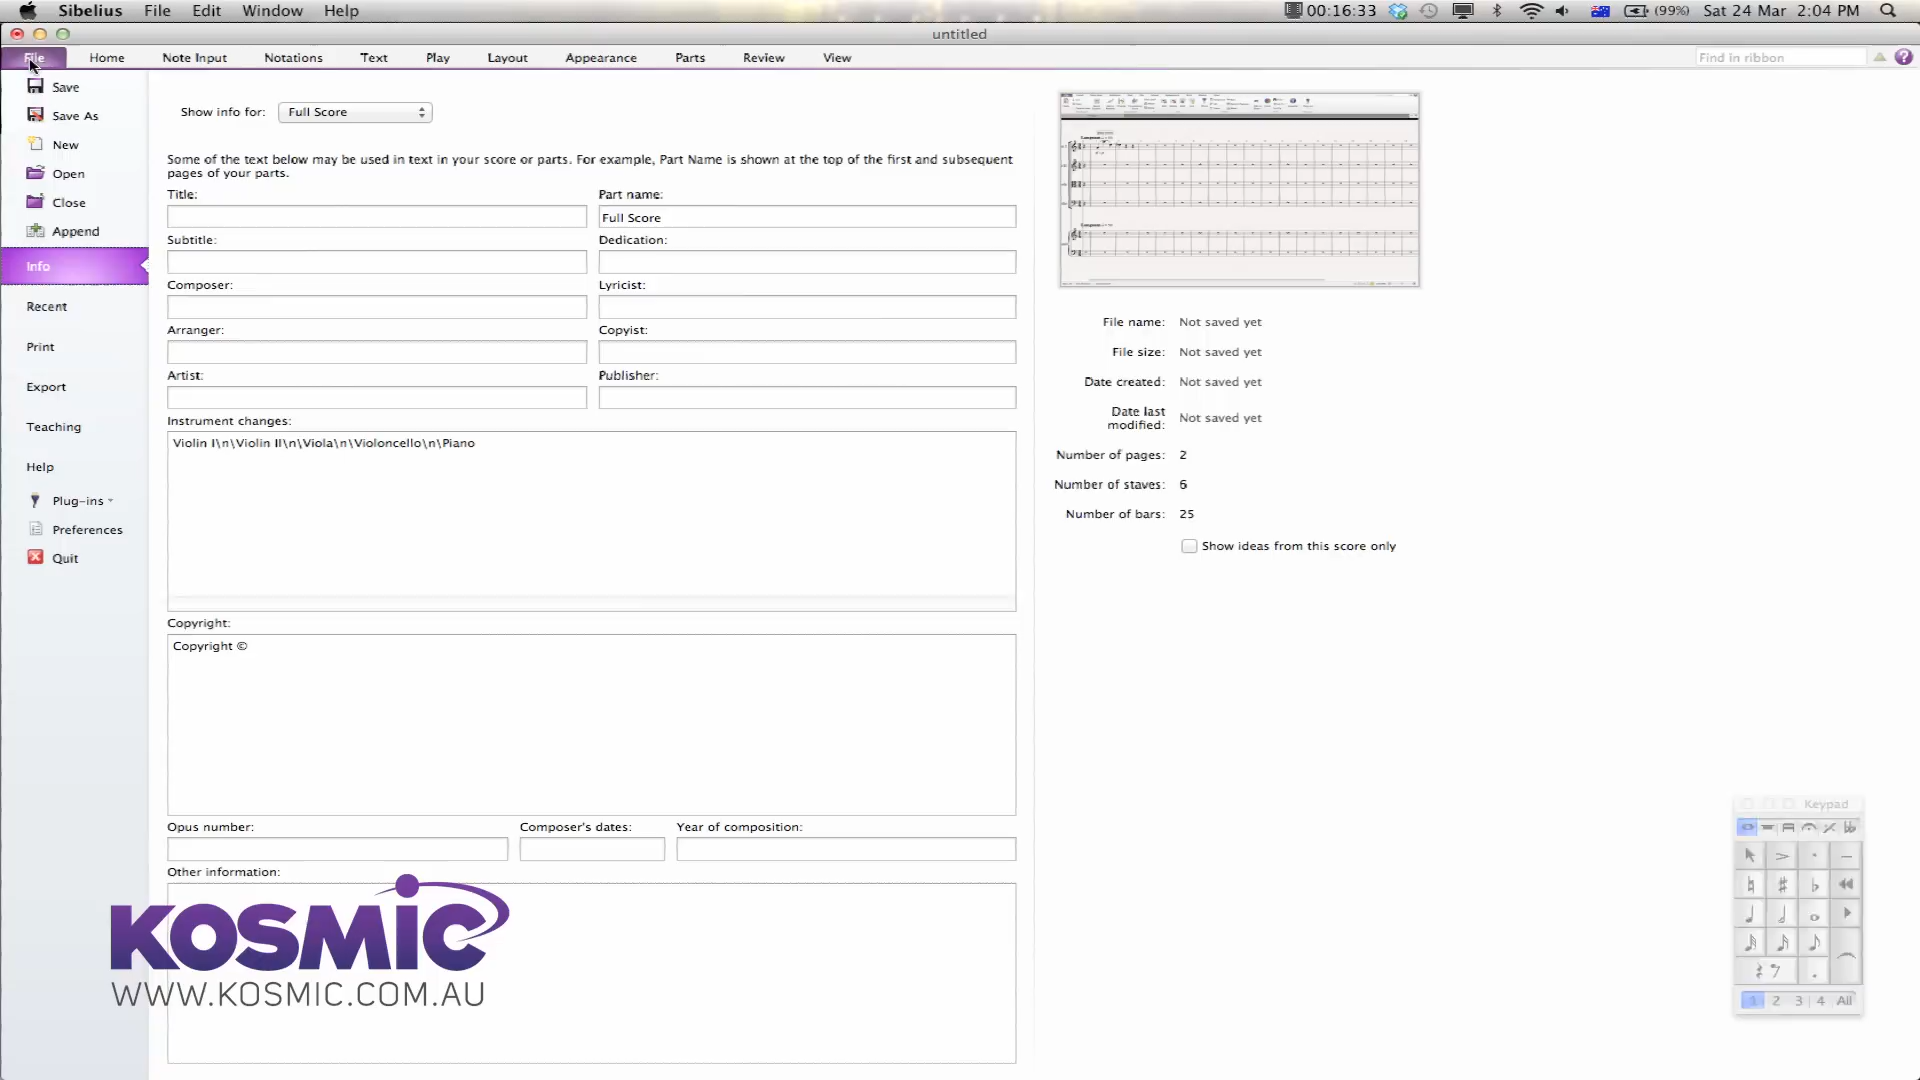 Sibelius File Edit Window Help 00:16:33 (99%) Sat 24 Mar 2:04 PM
untitled
File Home Note Input Notations Text Play Layout Appearance Parts Review View Find in ribbon
Save
Save As
New
Open
Close
Append
Info
Recent
Print
Export
Teaching
Help
Plug-ins
Preferences
Quit
Show info for: Full Score
Some of the text below may be used in text in your score or parts. For example, Part Name is shown at the top of the first and subsequent
pages of your parts.
Title: Part name:
Full Score
Subtitle: Dedication:
Composer: Lyricist:
Arranger: Copyist:
Artist: Publisher:
Instrument changes:
Violin I\n\Violin II\n\Viola\n\Violoncello\n\Piano
Copyright:
Copyright ©
Opus number: Composer's dates: Year of composition:
Other information:
KOSMIC
WWW.KOSMIC.COM.AU
File name: Not saved yet
File size: Not saved yet
Date created: Not saved yet
Date last
modified: Not saved yet
Number of pages: 2
Number of staves: 6
Number of bars: 25
Show ideas from this score only
Keypad
1 2 3 4 All